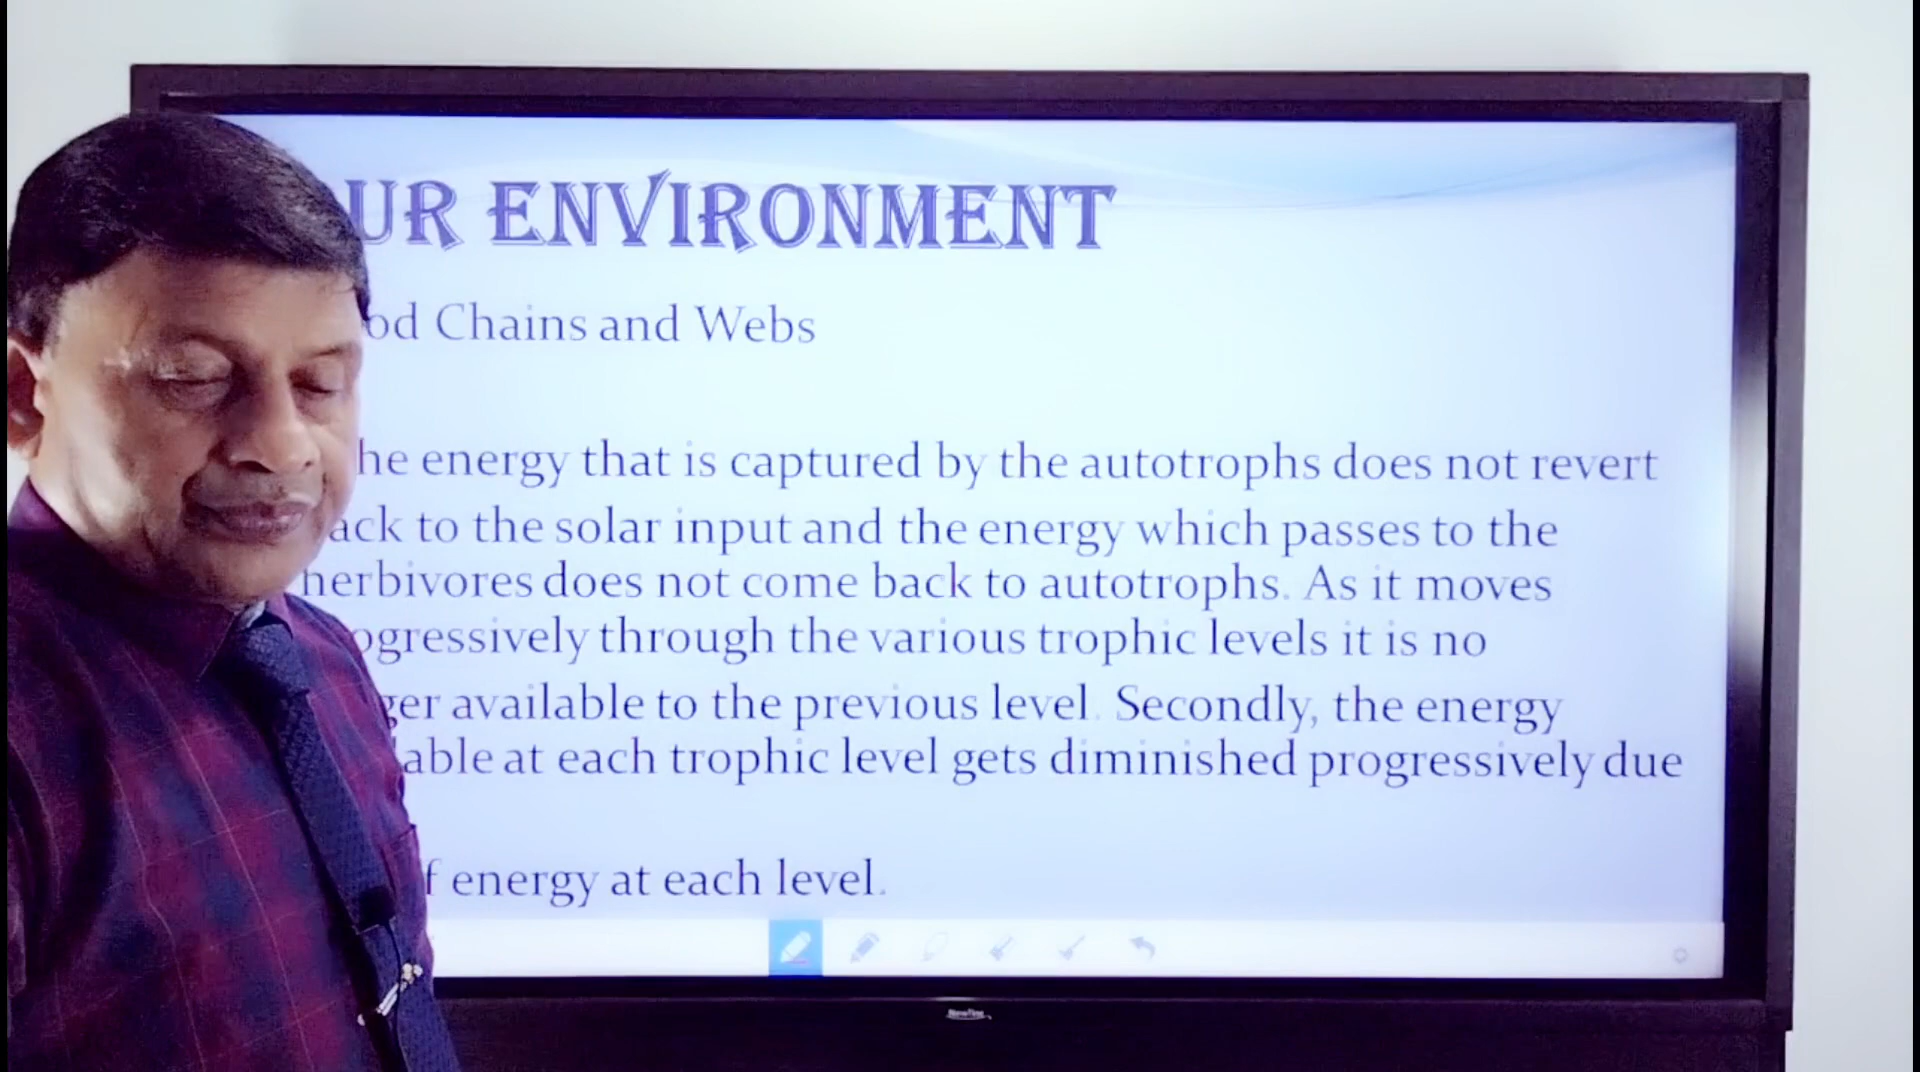 UR ENVIRONMENT
od Chains and Webs
he energy that is captured by the autotrophs does not revert
ack to the solar input and the energy which passes to the
herbivores does not come back to autotrophs. As it moves
ogressively through the various trophic levels it is no
ger available to the previous level. Secondly, the energy
able at each trophic level gets diminished progressively due
f energy at each level.